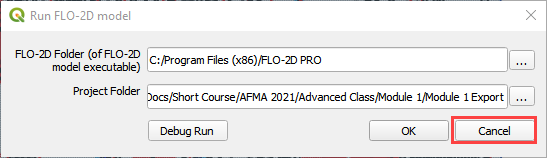 Run FLO-2D model
FLO-2D Folder (of FLO-2D
model executable)
C:/Program Files (x86)/FLO-2D PRO
...
Project Folder
Docs/Short Course/AFMA 2021/Advanced Class/Module 1/Module 1 Export
...
Debug Run
OK
Cancel